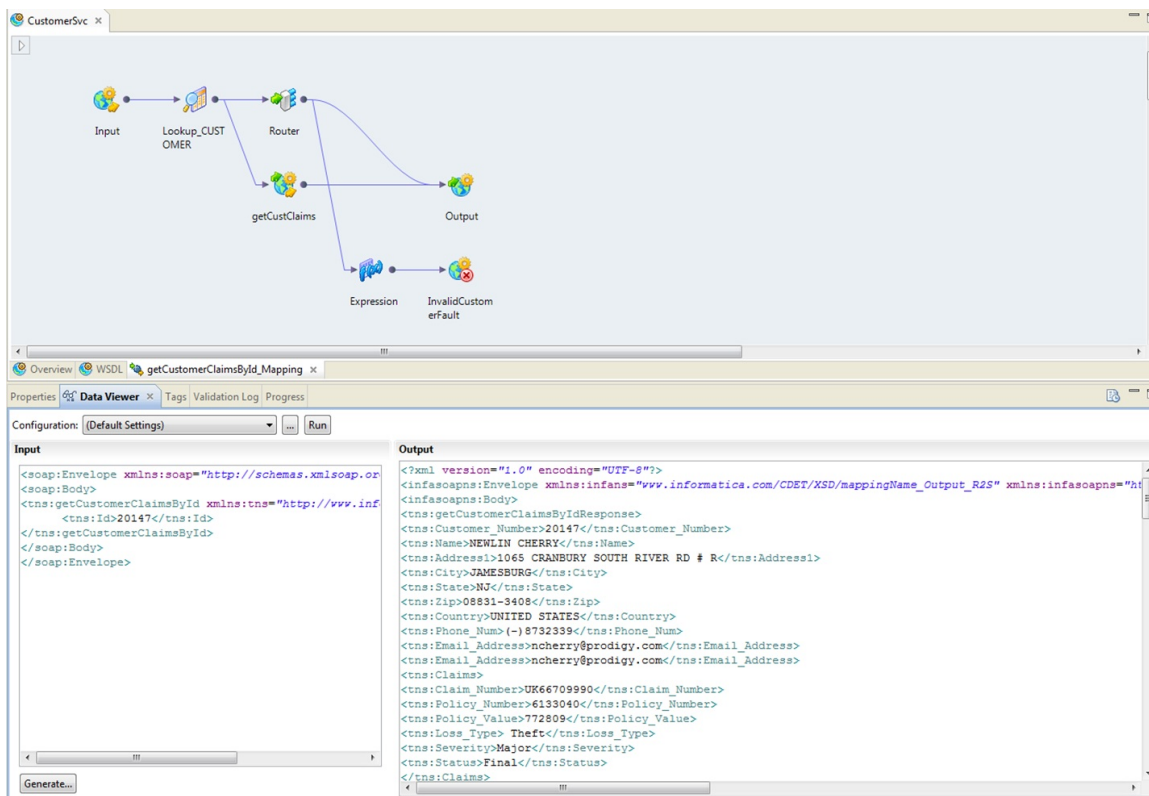 CustomerSvc
Input
Lookup_CUST
OMER
Router
getCustClaims
Output
Expression
InvalidCustom
erFault
Overview
WSDL
getCustomerClaimsById_Mapping
Properties
Data Viewer
Tags
Validation Log
Progress
Configuration:
(Default Settings)
...
Run
Input
<soap:Envelope xmlns:soap="http://schemas.xmlsoap.or
<soap:Body>
<tns:getCustomerClaimsById xmlns:tns="http://www.inf
<tns:Id>20147</tns:Id>
</tns:getCustomerClaimsById>
</soap:Body>
</soap:Envelope>
Generate...
Output
<?xml version="1.0" encoding="UTF-8"?>
<infasoapns:Envelope xmlns:infans="www.informatica.com/CDET/XSD/mappingName_Output_R2S" xmlns:infasoapns="ht
<infasoapns:Body>
<tns:getCustomerClaimsByIdResponse>
<tns:Customer_Number>20147</tns:Customer_Number>
<tns:Name>NEWLIN CHERRY</tns:Name>
<tns:Address1>1065 CRANBURY SOUTH RIVER RD # R</tns:Address1>
<tns:City>JAMESBURG</tns:City>
<tns:State>NJ</tns:State>
<tns:Zip>08831-3408</tns:Zip>
<tns:Country>UNITED STATES</tns:Country>
<tns:Phone_Num>(-)8732339</tns:Phone_Num>
<tns:Email_Address>ncherry@prodigy.com</tns:Email_Address>
<tns:Email_Address>ncherry@prodigy.com</tns:Email_Address>
<tns:Claims>
<tns:Claim_Number>UK66709990</tns:Claim_Number>
<tns:Policy_Number>6133040</tns:Policy_Number>
<tns:Policy_Value>772809</tns:Policy_Value>
<tns:Loss_Type> Theft</tns:Loss_Type>
<tns:Severity>Major</tns:Severity>
<tns:Status>Final</tns:Status>
</tns:Claims>